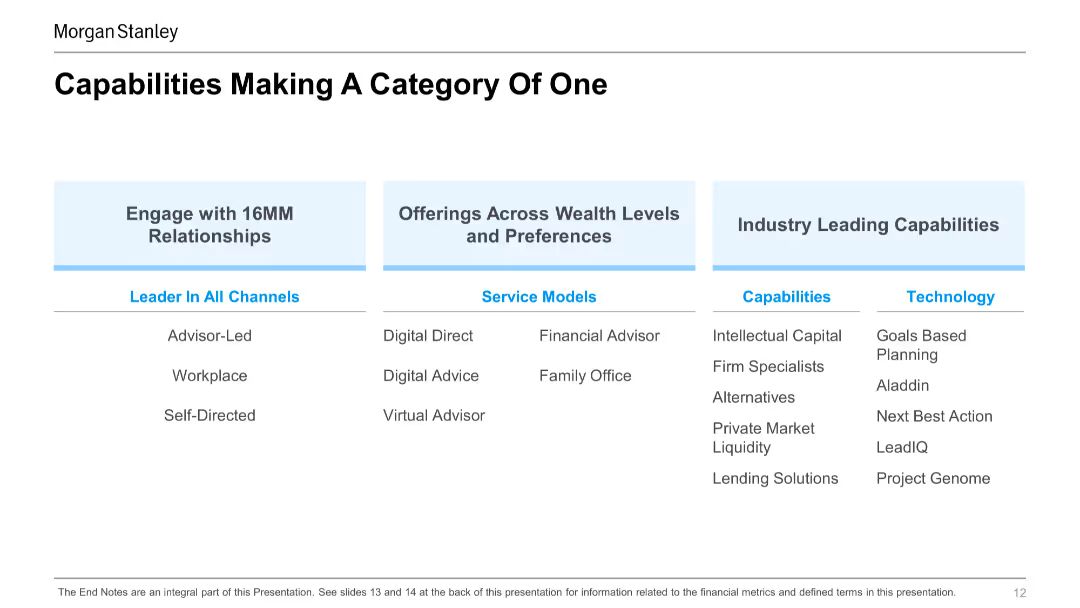 Morgan Stanley
Capabilities Making A Category Of One
Engage with 16MM
Relationships
Leader In All Channels
Advisor-Led
Workplace
Self-Directed
Offerings Across Wealth Levels
and Preferences
Service Models
Digital Direct
Digital Advice
Virtual Advisor
Financial Advisor
Family Office
Industry Leading Capabilities
Capabilities
Intellectual Capital
Firm Specialists
Alternatives
Private Market
Liquidity
Lending Solutions
Technology
Goals Based
Planning
Aladdin
Next Best Action
LeadIQ
Project Genome
The End Notes are an integral part of this Presentation. See slides 13 and 14 at the back of this presentation for information related to the financial metrics and defined terms in this presentation.
12